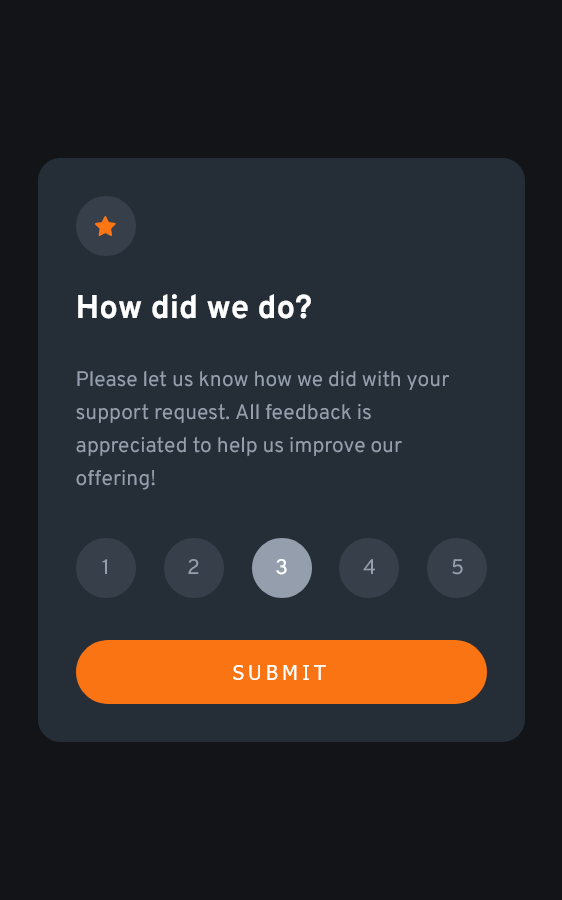 How did we do?
Please let us know how we did with your
support request. All feedback is
appreciated to help us improve our
offering!
1 2 3 4 5
SUBMIT